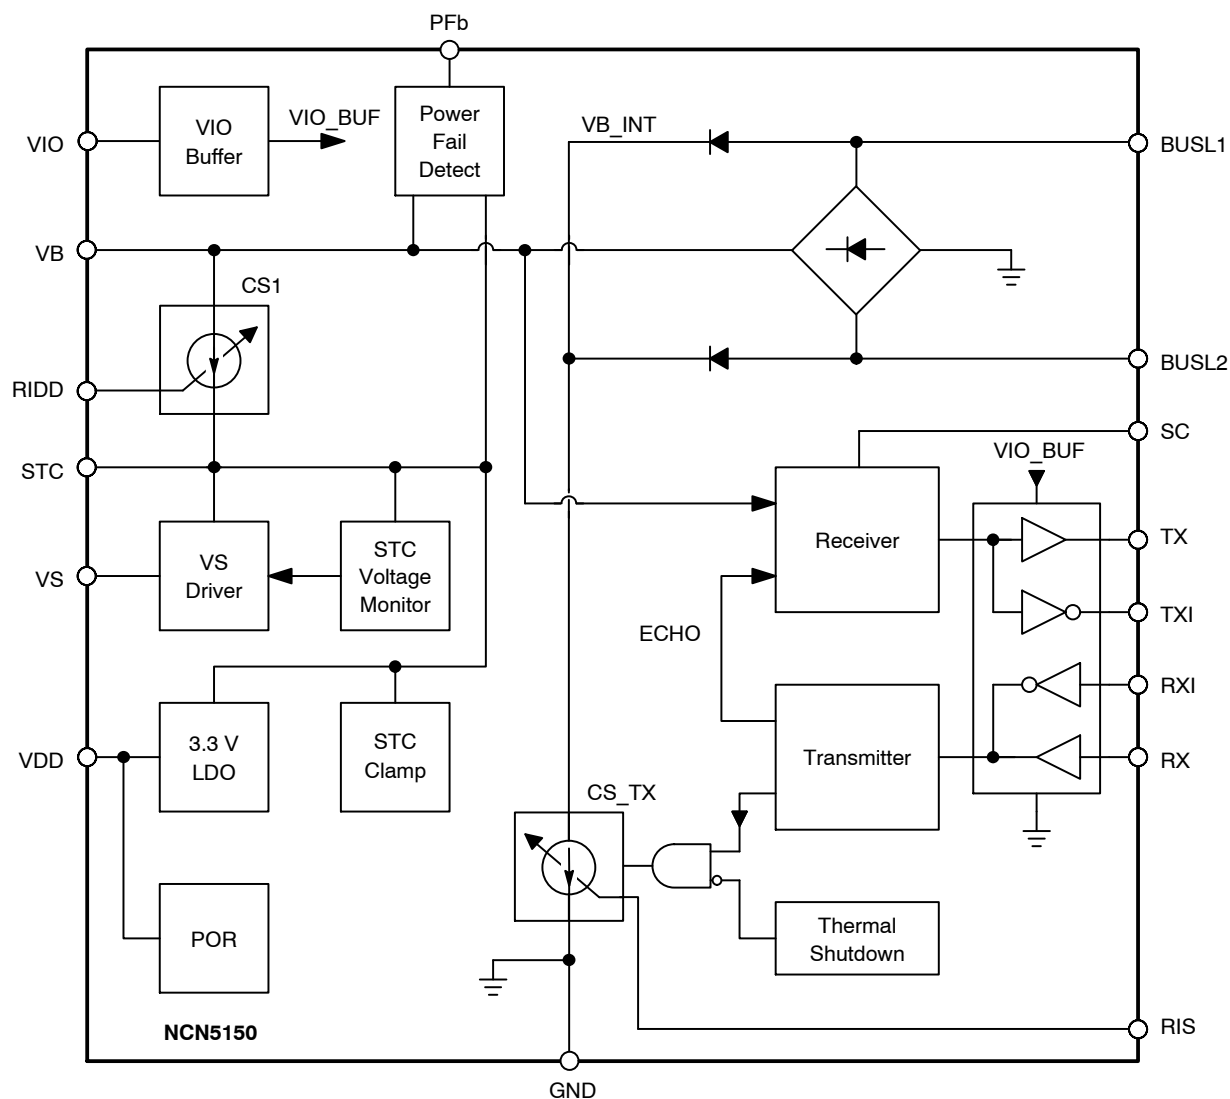 PFb
VIO
VIO
Buffer
VIO_BUF
Power
Fail
Detect
VB_INT
BUSL1
VB
CS1
RIDD
BUSL2
STC
SC
VIO_BUF
VS
VS
Driver
STC
Voltage
Monitor
Receiver
TX
TXI
ECHO
RXI
VDD
3.3 V
LDO
STC
Clamp
Transmitter
RX
CS_TX
POR
Thermal
Shutdown
NCN5150
RIS
GND